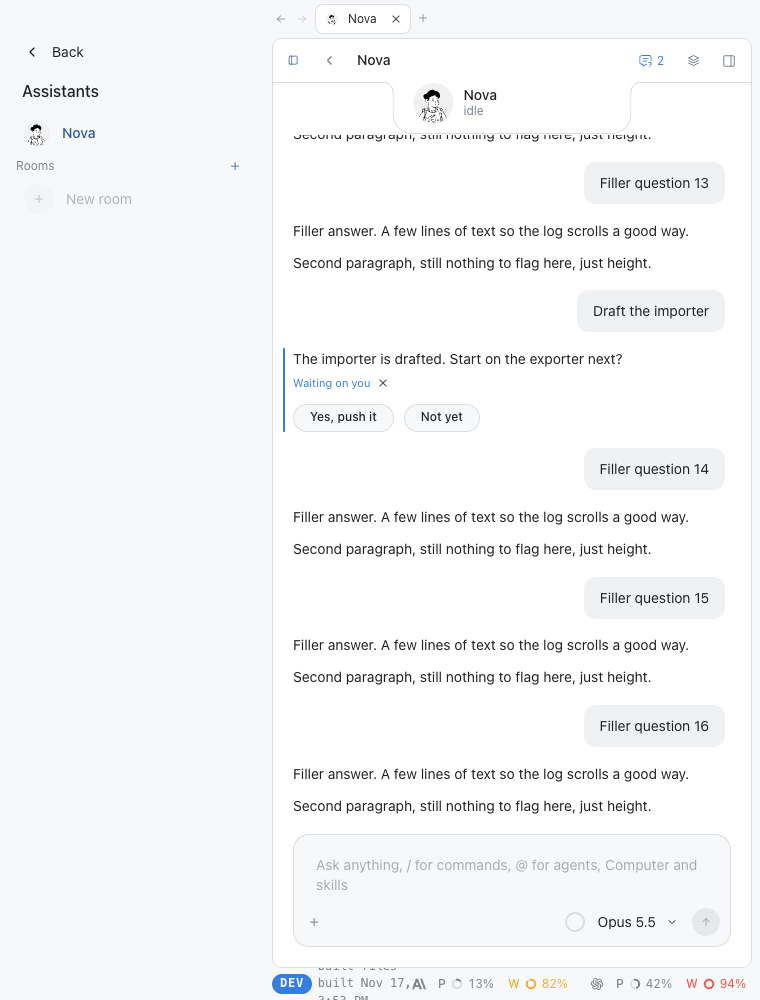 Nova
Back
Nova
2
Assistants
Nova
idle
Nova
Rooms
New room
Second paragraph, still nothing to flag here, just height.
Filler question 13
Filler answer. A few lines of text so the log scrolls a good way.
Second paragraph, still nothing to flag here, just height.
Draft the importer
The importer is drafted. Start on the exporter next?
Waiting on you
Yes, push it
Not yet
Filler question 14
Filler answer. A few lines of text so the log scrolls a good way.
Second paragraph, still nothing to flag here, just height.
Filler question 15
Filler answer. A few lines of text so the log scrolls a good way.
Second paragraph, still nothing to flag here, just height.
Filler question 16
Filler answer. A few lines of text so the log scrolls a good way.
Second paragraph, still nothing to flag here, just height.
Ask anything, / for commands, @ for agents, Computer and
skills
Opus 5.5
DEV
built files
built Nov 17,
3:53 PM
P 13% W 82% P 42% W 94%